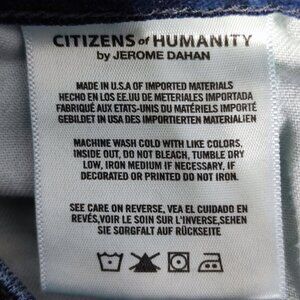 CITIZENS of HUMANITY
by JEROME DAHAN
MADE IN U.S.A OF IMPORTED MATERIALS
HECHO EN LOS EE.UU DE METERIALES IMPORTADA
FABRIQUÉ AUX ETATS-UNIS DU MATÉRIELS IMPORTÉ
GEBILDET IN USA DES IMPORTIERTEN MATERIALIEN
MACHINE WASH COLD WITH LIKE COLORS.
INSIDE OUT, DO NOT BLEACH, TUMBLE DRY
LOW, IRON MEDIUM IF NECESSARY. IF
DECORATED OR PRINTED DO NOT IRON.
SEE CARE ON REVERSE, VEA EL CUIDADO EN
REVÉS,VOIR LE SOIN SUR L'INVERSE,SEHEN
SIE SORGFALT AUF RÜCKSEITE